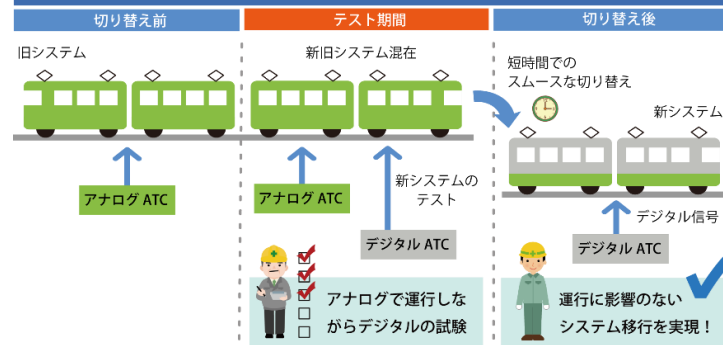 切り替え前
テスト期間
切り替え後
旧システム
新旧システム混在
短時間での
スムースな切り替え
新システム
アナログ ATC
アナログ ATC
新システムの
テスト
デジタル ATC
デジタル信号
デジタル ATC
アナログで運行しな
がらデジタルの試験
運行に影響のない
システム移行を実現！